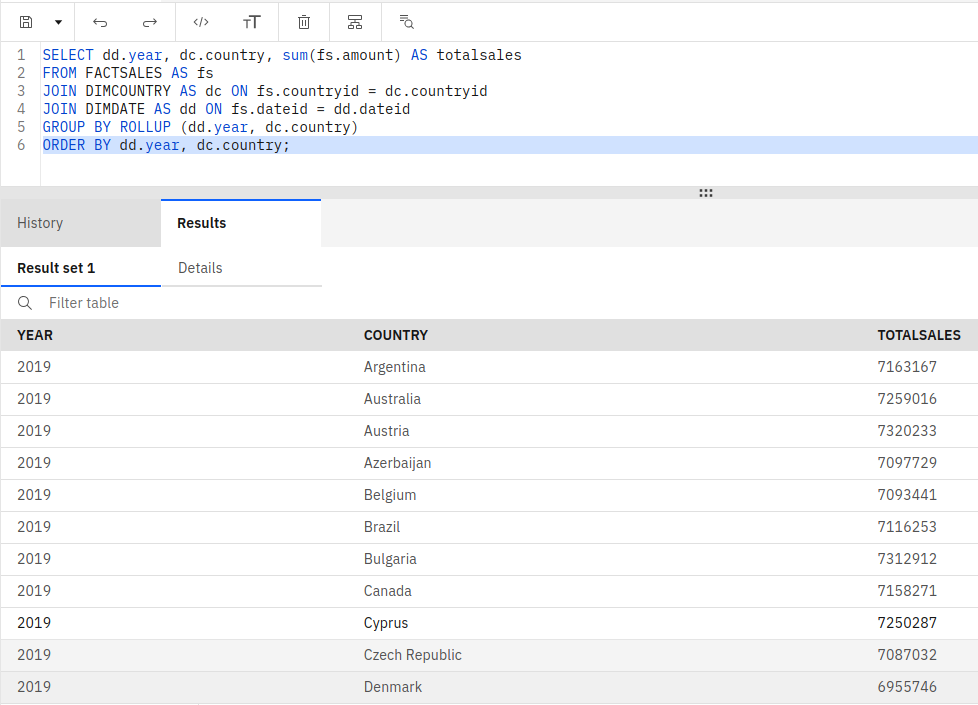 </> TT
1 SELECT dd.year, dc.country, sum(fs.amount) AS totalsales
2 FROM FACTSALES AS fs
3 JOIN DIMCOUNTRY AS dc ON fs.countryid = dc.countryid
4 JOIN DIMDATE AS dd ON fs.dateid = dd.dateid
5 GROUP BY ROLLUP (dd.year, dc.country)
6 ORDER BY dd.year, dc.country;
History Results
Result set 1 Details
Filter table
YEAR COUNTRY TOTALSALES
2019 Argentina 7163167
2019 Australia 7259016
2019 Austria 7320233
2019 Azerbaijan 7097729
2019 Belgium 7093441
2019 Brazil 7116253
2019 Bulgaria 7312912
2019 Canada 7158271
2019 Cyprus 7250287
2019 Czech Republic 7087032
2019 Denmark 6955746